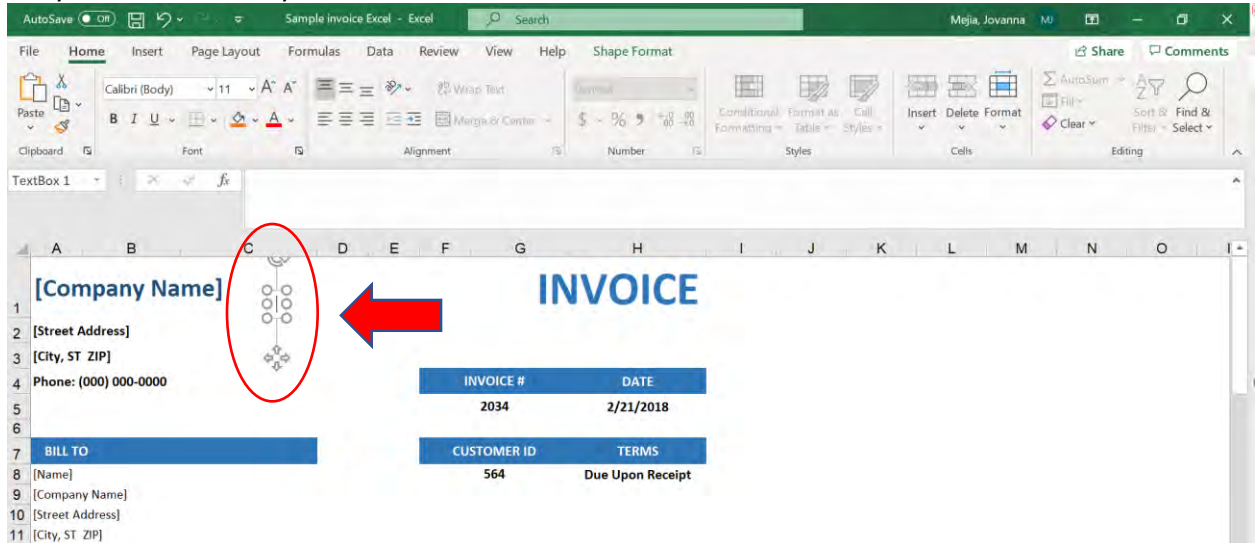 AutoSave Off Sample invoice Excel - Excel Search Mejia, Jovanna MJ
File Home Insert Page Layout Formulas Data Review View Help Shape Format Share Comments
Calibri (Body) 11 A^ Aˇ Wrap Text General AutoSum
Paste B I U A Merge & Center $ % 9 Conditional Formatting Format as Table Cell Styles Insert Delete Format Fill Clear Sort & Filter Find & Select
Clipboard Font Alignment Number Styles Cells Editing
TextBox 1 fx
A B C D E F G H I J K L M N O
1 [Company Name] INVOICE
2 [Street Address]
3 [City, ST ZIP]
4 Phone: (000) 000-0000 INVOICE # DATE
5 2034 2/21/2018
6
7 BILL TO CUSTOMER ID TERMS
8 [Name] 564 Due Upon Receipt
9 [Company Name]
10 [Street Address]
11 [City, ST ZIP]